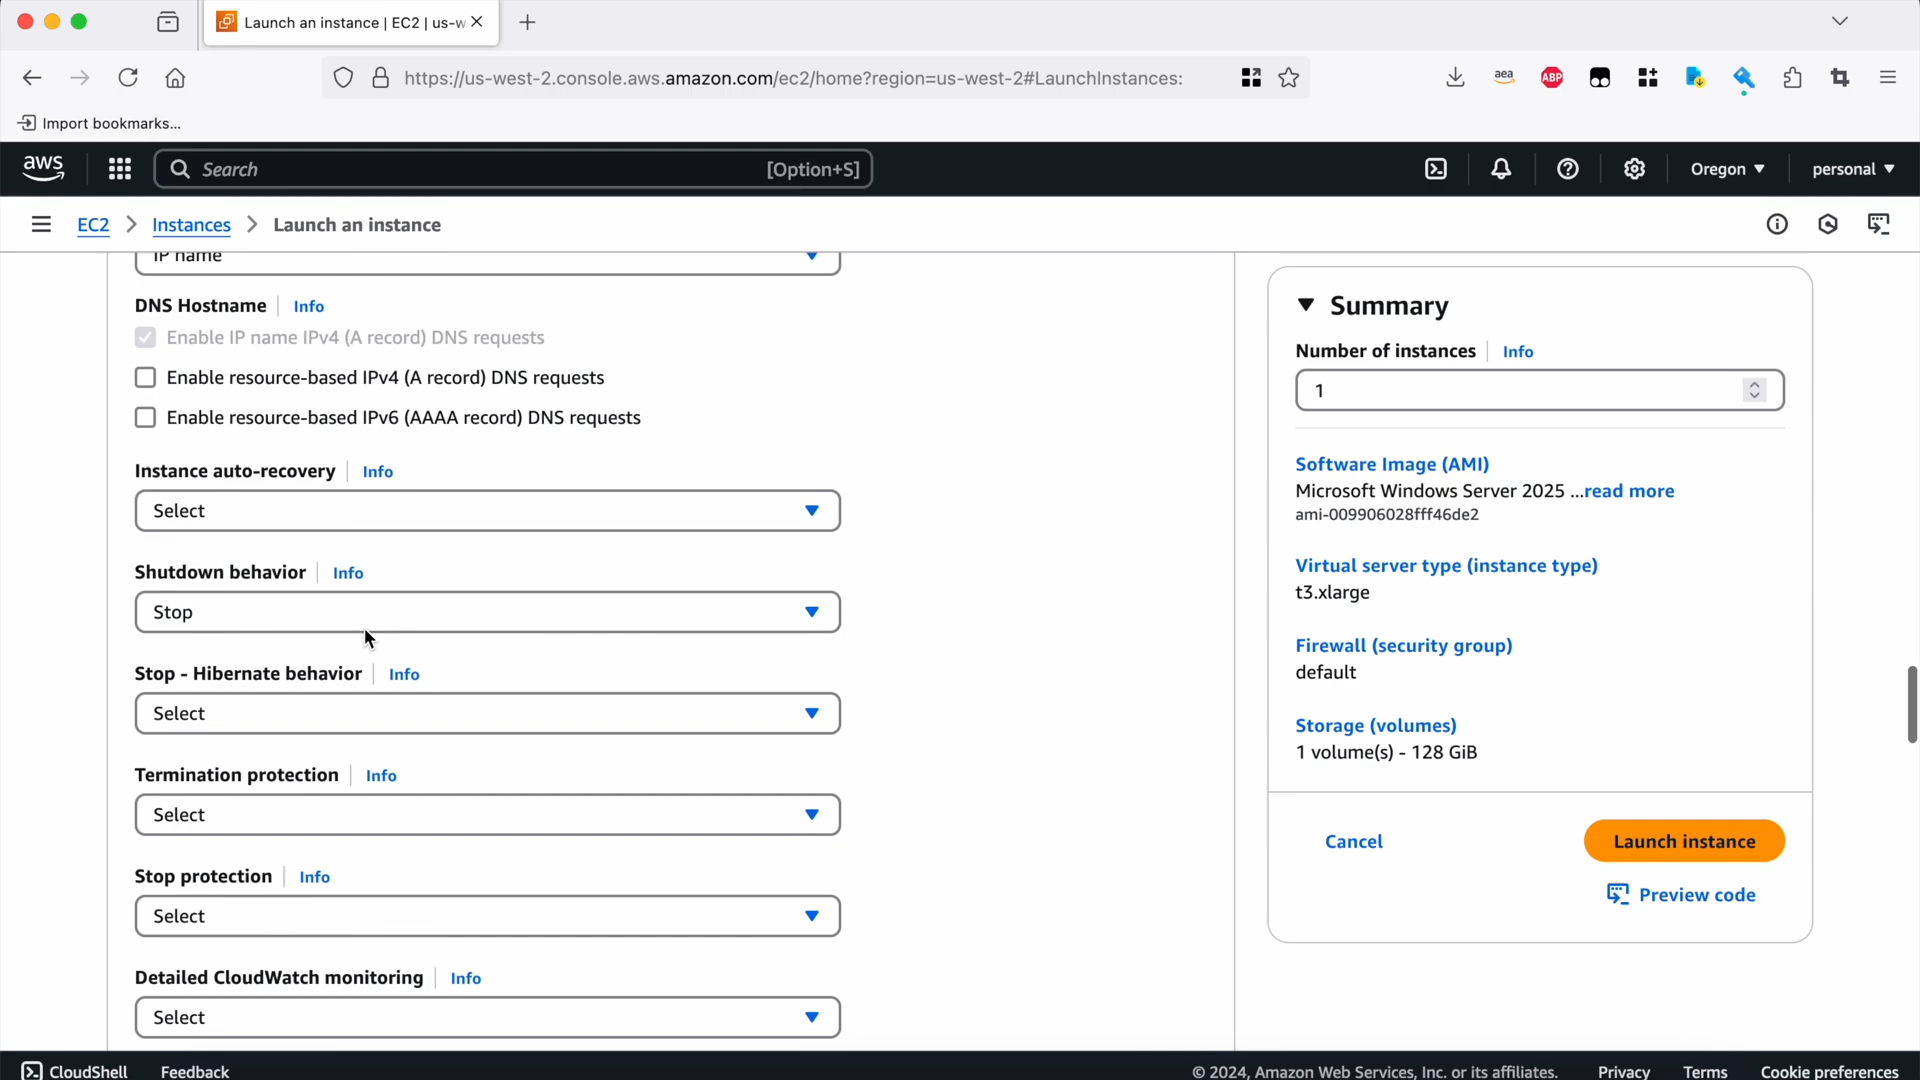 Launch an instance | EC2 | us-w
https://us-west-2.console.aws.amazon.com/ec2/home?region=us-west-2#LaunchInstances:
aea
ABP
Import bookmarks...
aws
Search
[Option+S]
Oregon
personal
EC2
Instances
Launch an instance
IP name
DNS Hostname
Info
Enable IP name IPv4 (A record) DNS requests
Enable resource-based IPv4 (A record) DNS requests
Enable resource-based IPv6 (AAAA record) DNS requests
Instance auto-recovery
Info
Select
Shutdown behavior
Info
Stop
Stop - Hibernate behavior
Info
Select
Termination protection
Info
Select
Stop protection
Info
Select
Detailed CloudWatch monitoring
Info
Select
Summary
Number of instances
Info
1
Software Image (AMI)
Microsoft Windows Server 2025 ...read more
ami-009906028fff46de2
Virtual server type (instance type)
t3.xlarge
Firewall (security group)
default
Storage (volumes)
1 volume(s) - 128 GiB
Cancel
Launch instance
Preview code
CloudShell
Feedback
© 2024, Amazon Web Services, Inc. or its affiliates.
Privacy
Terms
Cookie preferences